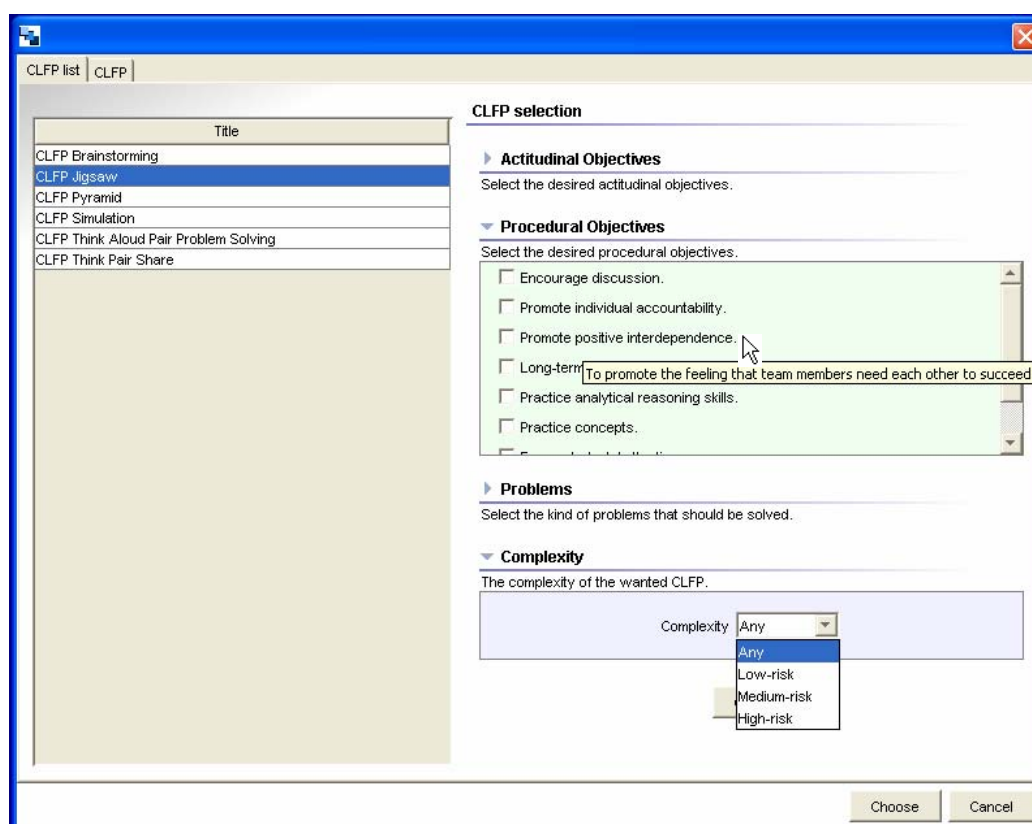 CLFP list CLFP
Title
CLFP Brainstorming
CLFP Jigsaw
CLFP Pyramid
CLFP Simulation
CLFP Think Aloud Pair Problem Solving
CLFP Think Pair Share
CLFP selection
Actitudinal Objectives
Select the desired actitudinal objectives.
Procedural Objectives
Select the desired procedural objectives.
Encourage discussion.
Promote individual accountability.
Promote positive interdependence.
Long-term
To promote the feeling that team members need each other to succeed
Practice analytical reasoning skills.
Practice concepts.
Problems
Select the kind of problems that should be solved.
Complexity
The complexity of the wanted CLFP.
Complexity Any
Any
Low-risk
Medium-risk
High-risk
Choose Cancel